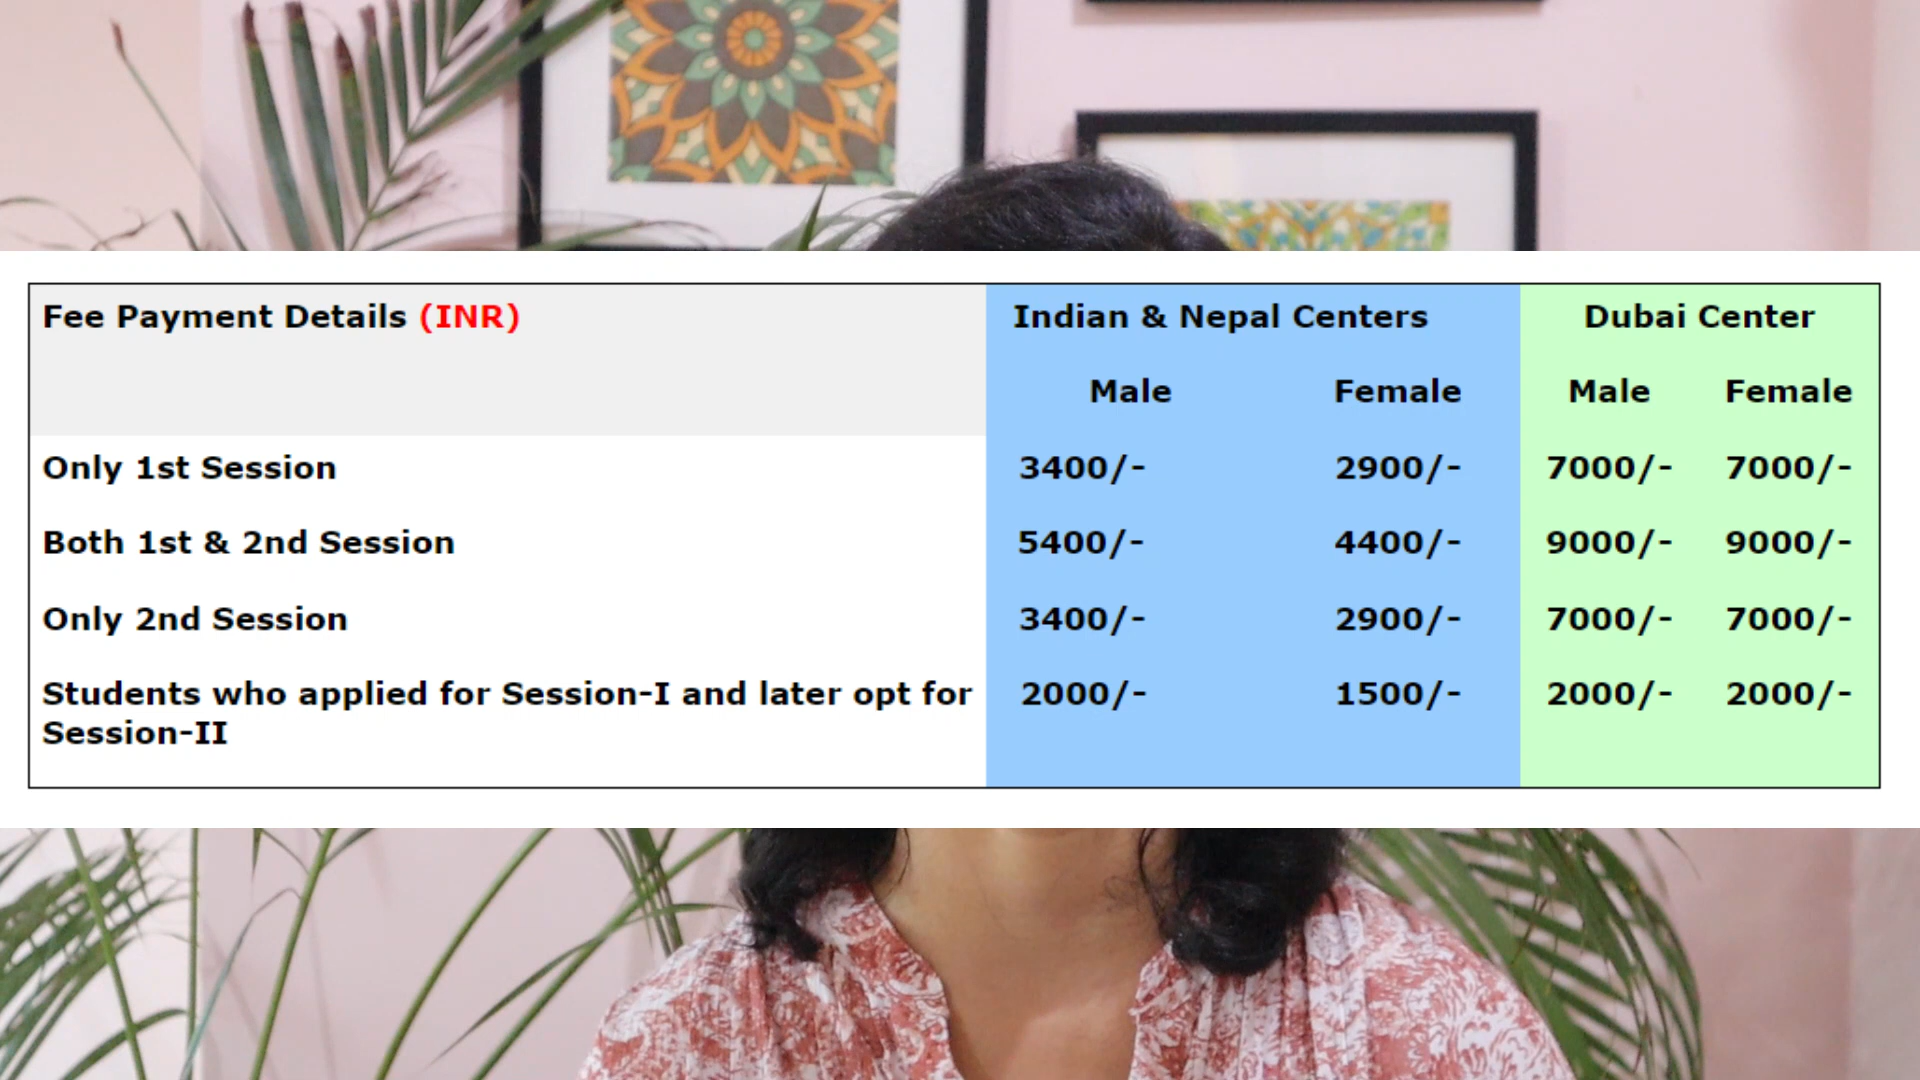 Fee Payment Details (INR) Indian & Nepal Centers Dubai Center
Male Female Male Female
Only 1st Session 3400/- 2900/- 7000/- 7000/-
Both 1st & 2nd Session 5400/- 4400/- 9000/- 9000/-
Only 2nd Session 3400/- 2900/- 7000/- 7000/-
Students who applied for Session-I and later opt for 2000/- 1500/- 2000/- 2000/-
Session-II